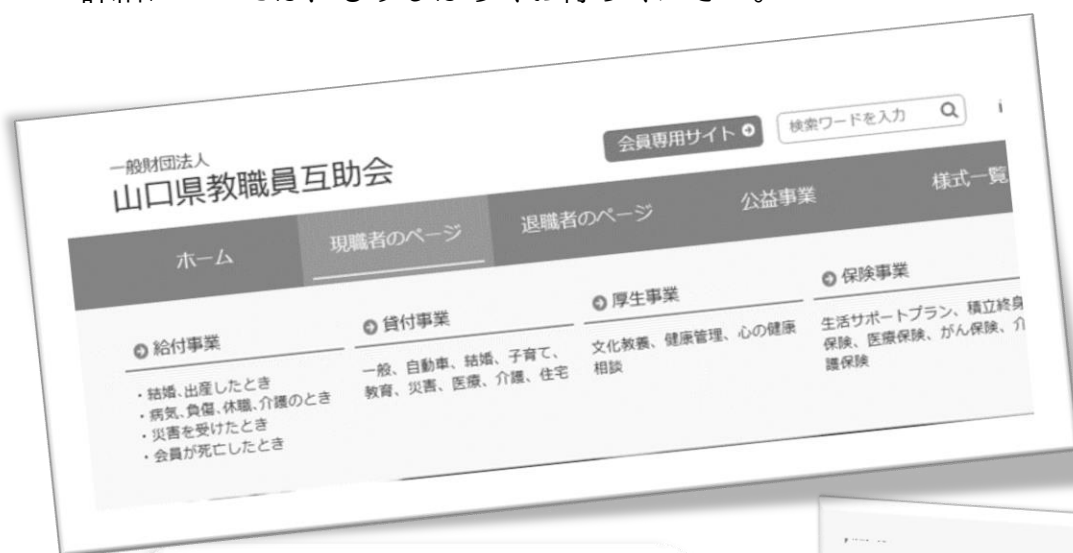 一般財団法人
山口県教職員互助会
会員専用サイト
検索ワードを入力
ホーム
現職者のページ
退職者のページ
公益事業
様式一覧
給付事業
・結婚、出産したとき
・病気、負傷、休職、介護のとき
・災害を受けたとき
・会員が死亡したとき
貸付事業
一般、自動車、結婚、子育て、
教育、災害、医療、介護、住宅
厚生事業
文化教養、健康管理、心の健康
相談
保険事業
生活サポートプラン、積立終身
保険、医療保険、がん保険、介
護保険